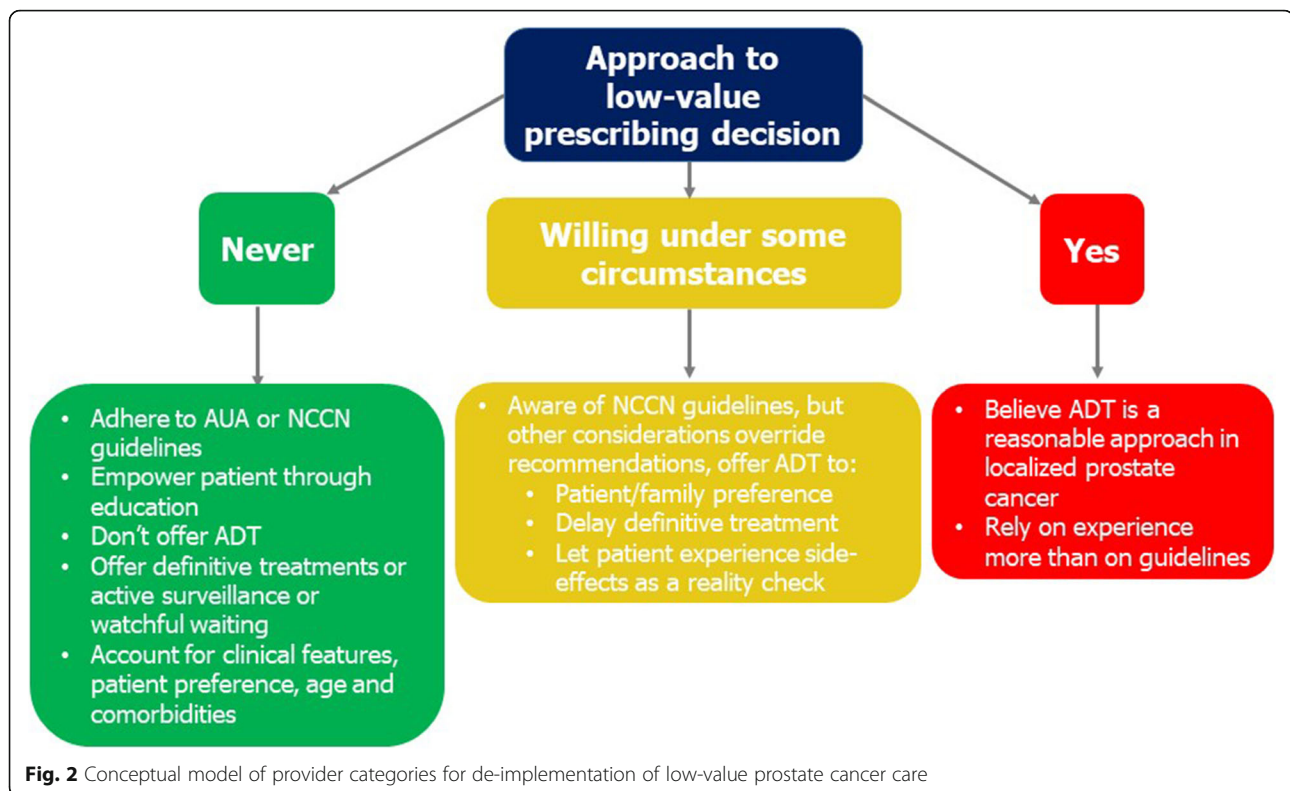 Approach to
low-value
prescribing decision
Never
Willing under some
circumstances
Yes
• Adhere to AUA or NCCN
guidelines
• Empower patient through
education
• Don't offer ADT
• Offer definitive treatments or
active surveillance or
watchful waiting
• Account for clinical features,
patient preference, age and
comorbidities
• Aware of NCCN guidelines, but
other considerations override
recommendations, offer ADT to:
• Patient/family preference
• Delay definitive treatment
• Let patient experience side-
effects as a reality check
• Believe ADT is a
reasonable approach in
localized prostate
cancer
• Rely on experience
more than on guidelines
Fig. 2 Conceptual model of provider categories for de-implementation of low-value prostate cancer care